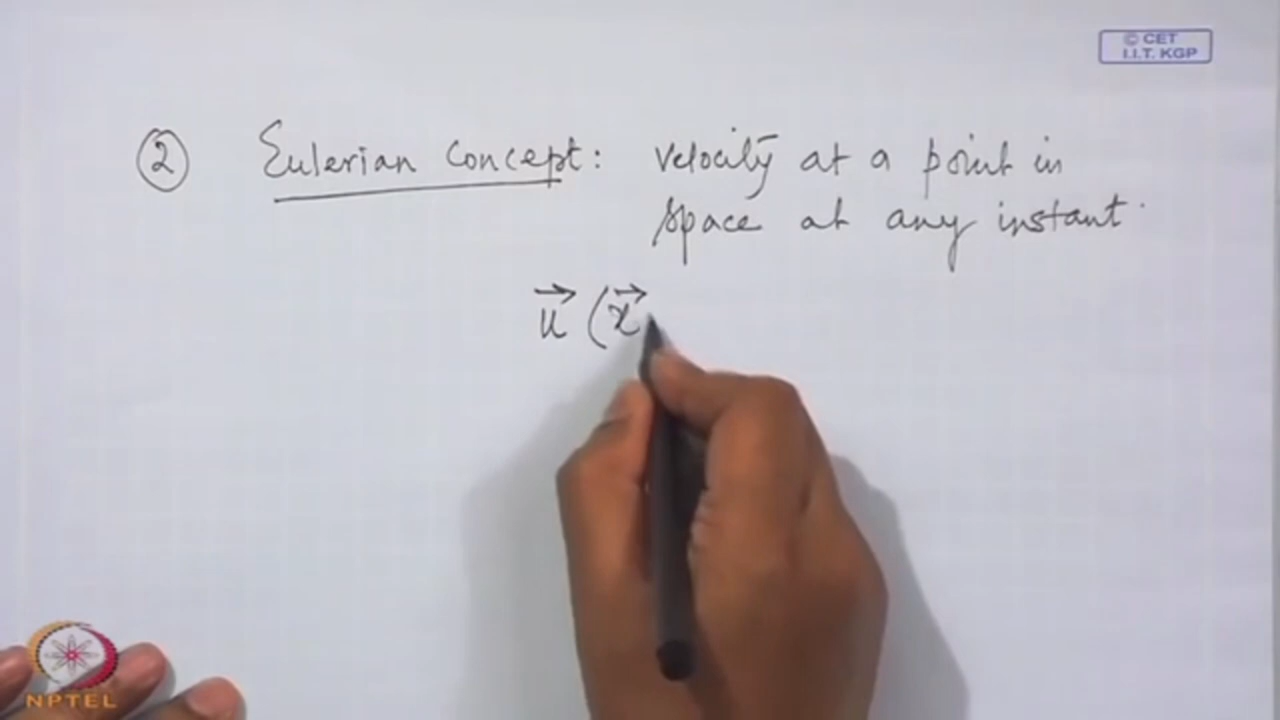 © CET
I.I.T. KGP
② Eulerian Concept: velocity at a point in
space at any instant.
u⃗ (x⃗
NPTEL